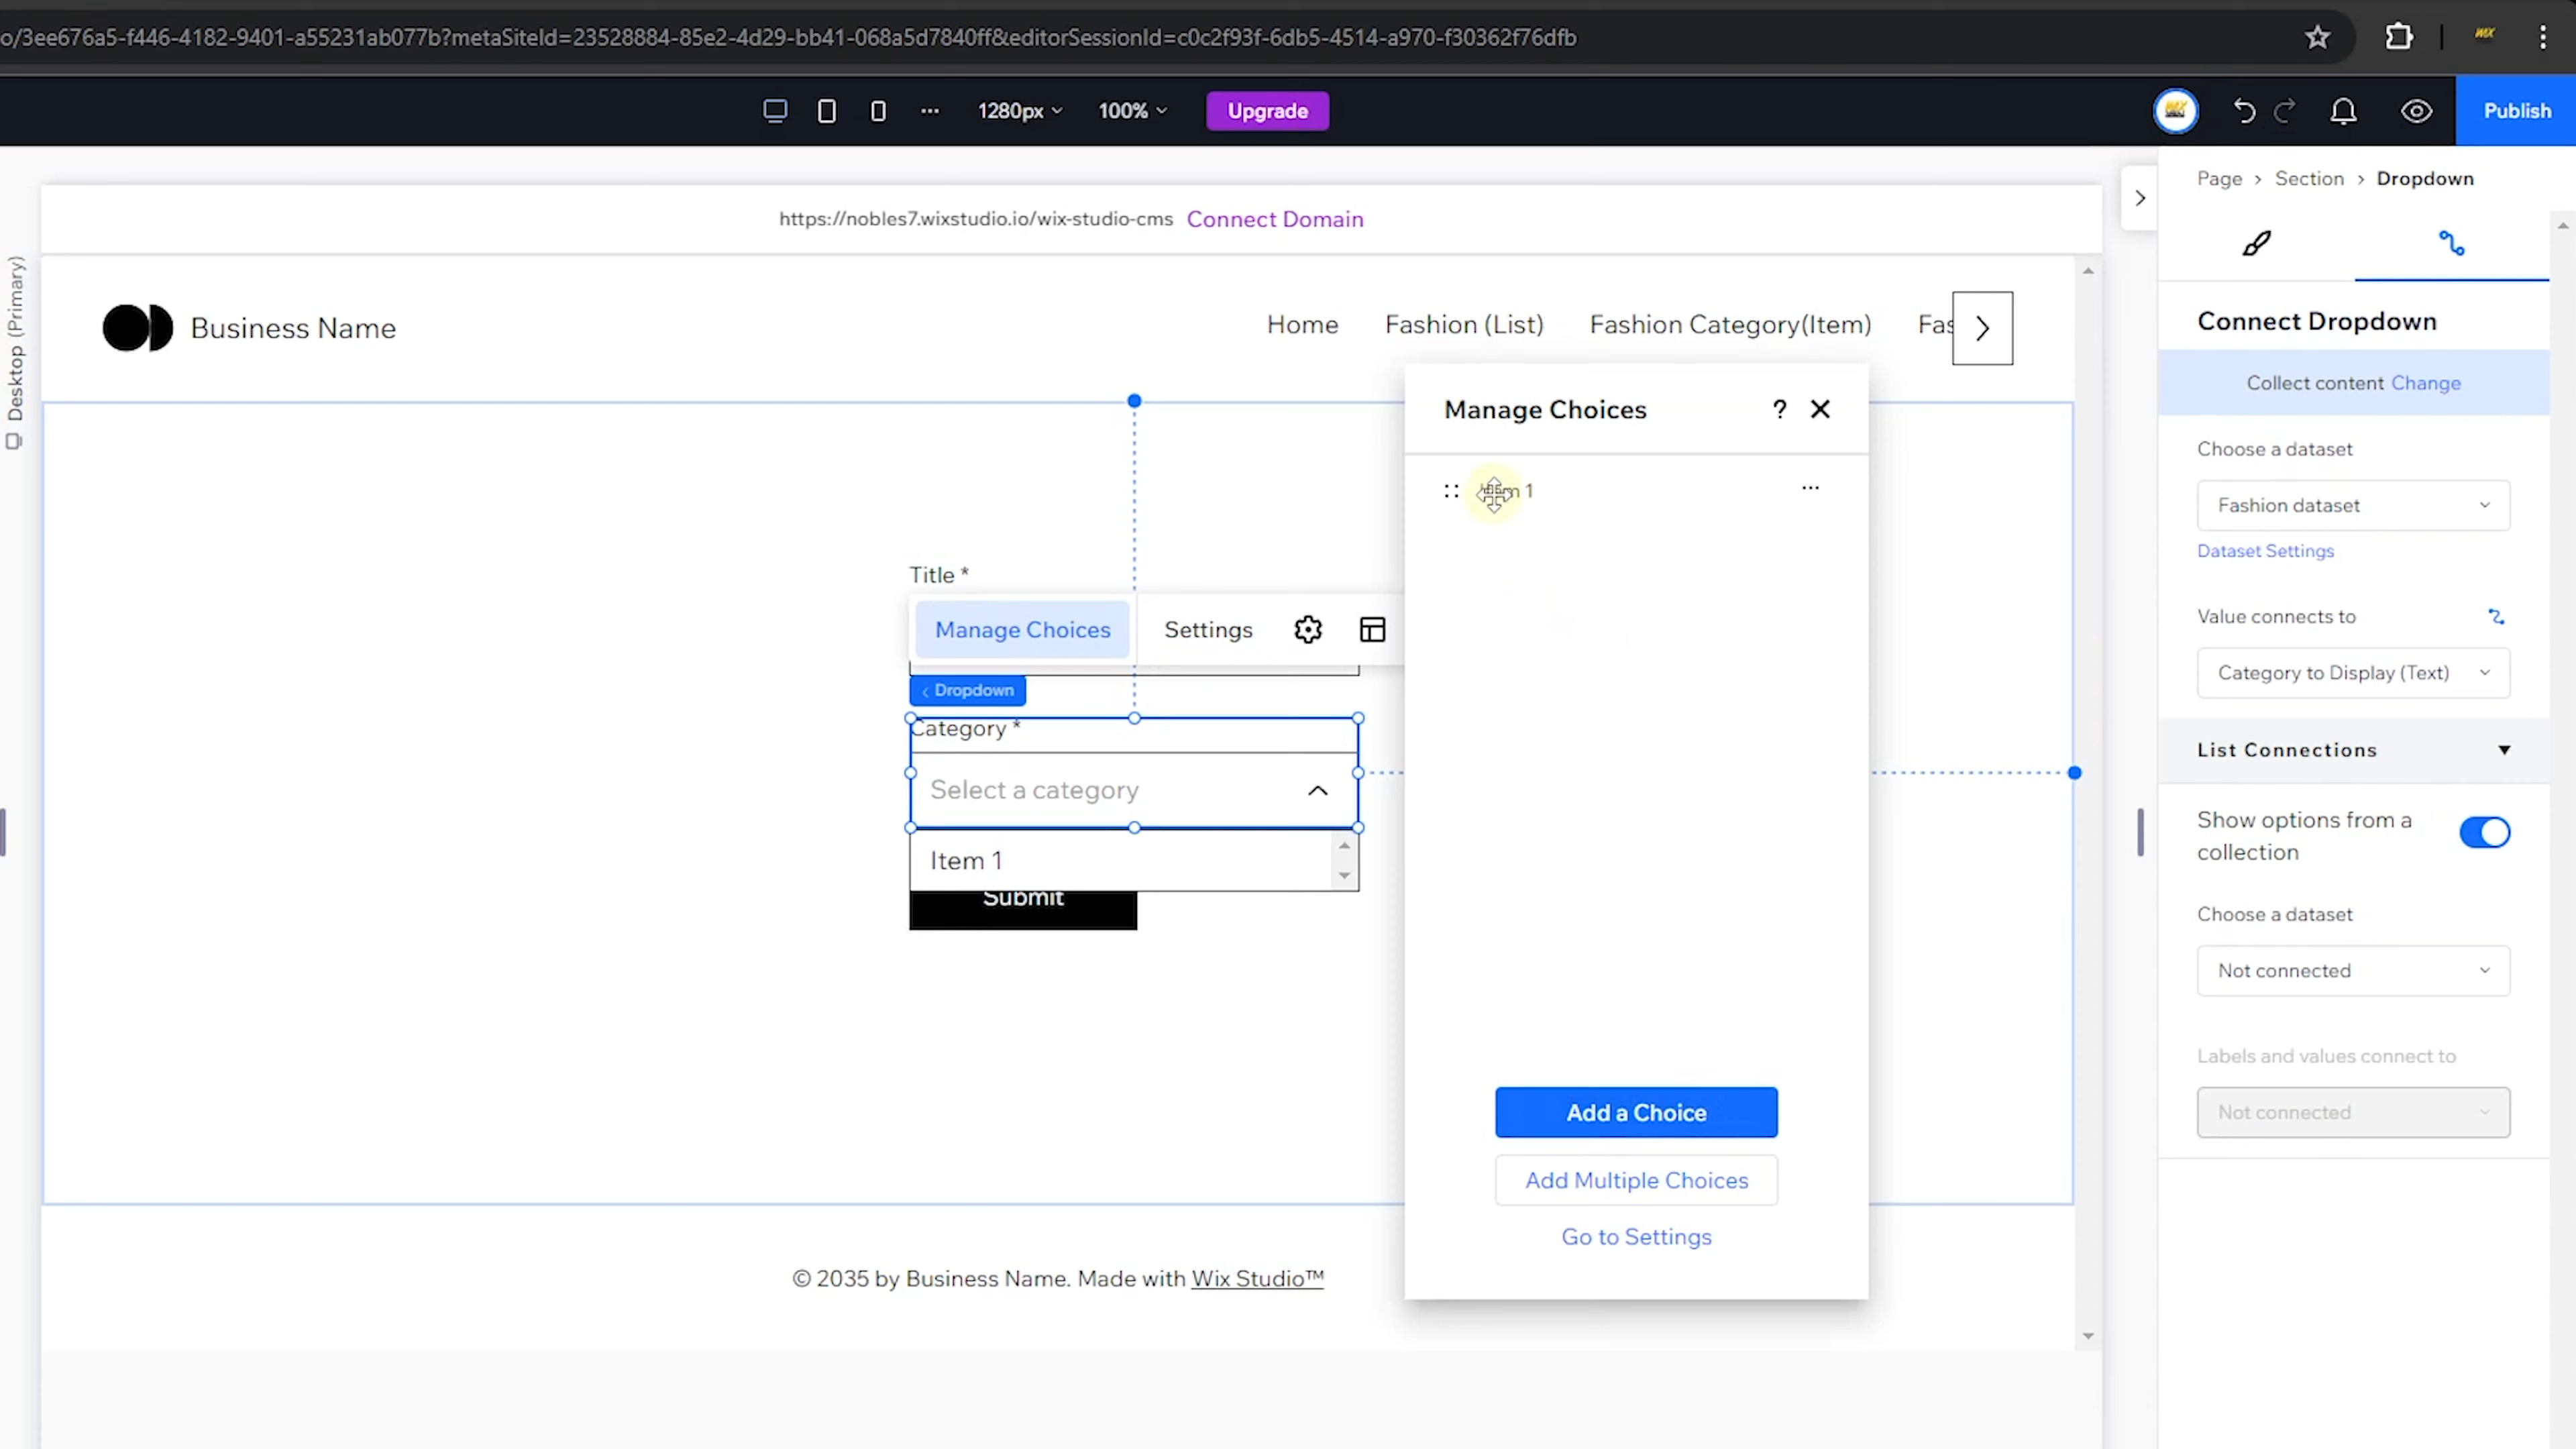 o/3ee676a5-f446-4182-9401-a55231ab077b?metaSiteId=23528884-85e2-4d29-bb41-068a5d7840ff&editorSessionId=c0c2f93f-6db5-4514-a970-f30362f76dfb
1280px
100%
Upgrade
Publish
https://nobles7.wixstudio.io/wix-studio-cms Connect Domain
Desktop (Primary)
Business Name
Home
Fashion (List)
Fashion Category(Item)
Fas
Manage Choices
?
Item 1
Title *
Manage Choices
Settings
Dropdown
Category *
Select a category
Item 1
Submit
Add a Choice
Add Multiple Choices
Go to Settings
© 2035 by Business Name. Made with Wix Studio™
Page > Section > Dropdown
Connect Dropdown
Collect content Change
Choose a dataset
Fashion dataset
Dataset Settings
Value connects to
Category to Display (Text)
List Connections
Show options from a
collection
Choose a dataset
Not connected
Labels and values connect to
Not connected